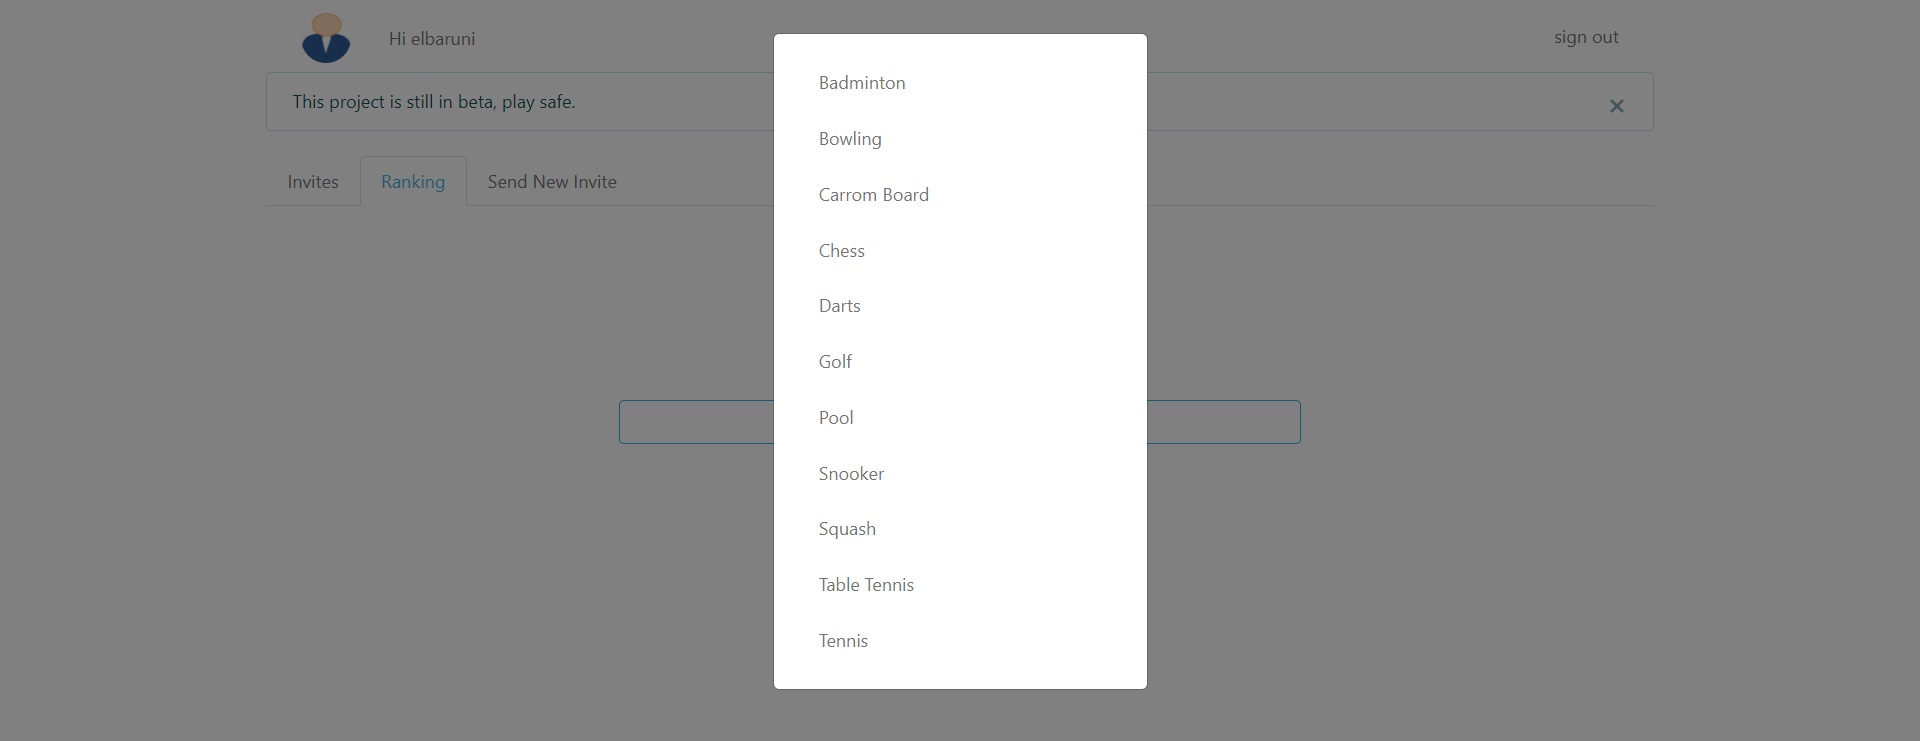 Hi elbaruni
sign out
This project is still in beta, play safe.
×
Invites
Ranking
Send New Invite
Badminton
Bowling
Carrom Board
Chess
Darts
Golf
Pool
Snooker
Squash
Table Tennis
Tennis